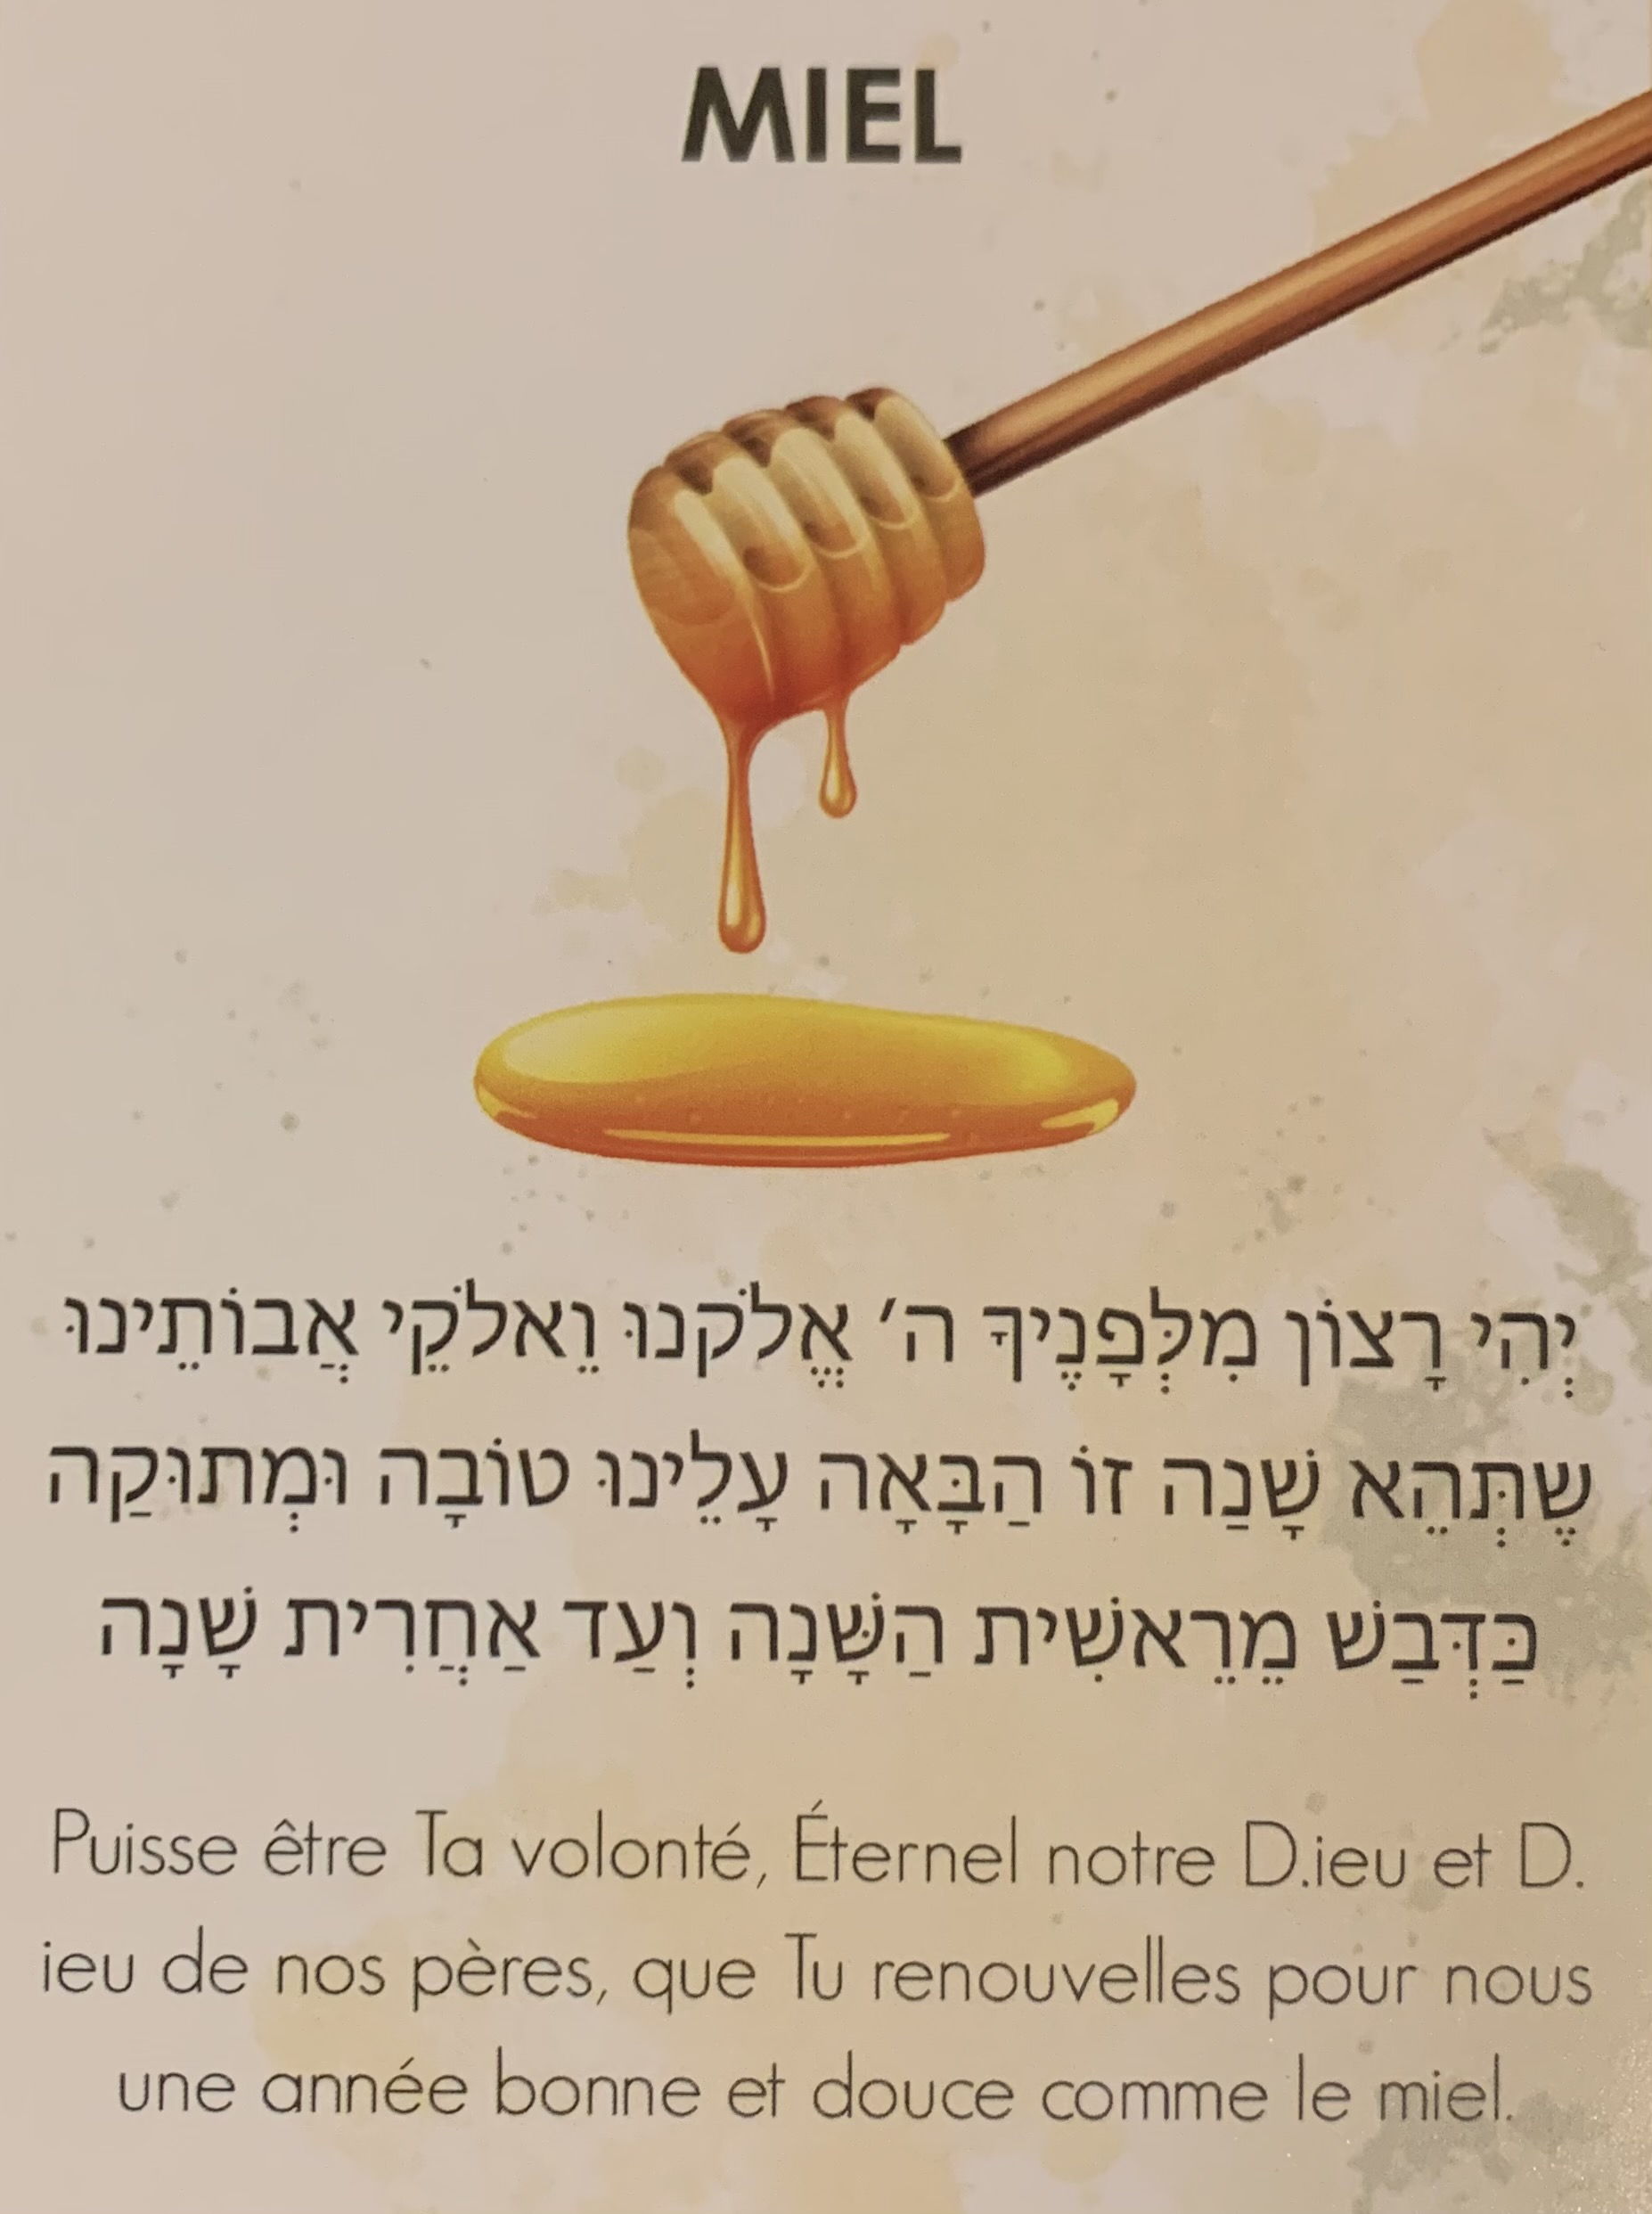 MIEL
יְהִי רָצוֹן מִלְּפָנֶיךָ ה׳ אֱלֹקנוּ וֵאלֹקֵי אֲבוֹתֵינוּ
שֶׁתְּהֵא שָׁנַה זוֹ הַבָּאָה עָלֵינוּ טוֹבָה וּמְתוּקַה
כַּדְּבַשׁ מֵרֵאשִׁית הַשָּׁנָה וְעַד אַחֲרִית שָׁנָה
Puisse être Ta volonté, Éternel notre D.ieu et D.
ieu de nos pères, que Tu renouvelles pour nous
une année bonne et douce comme le miel.